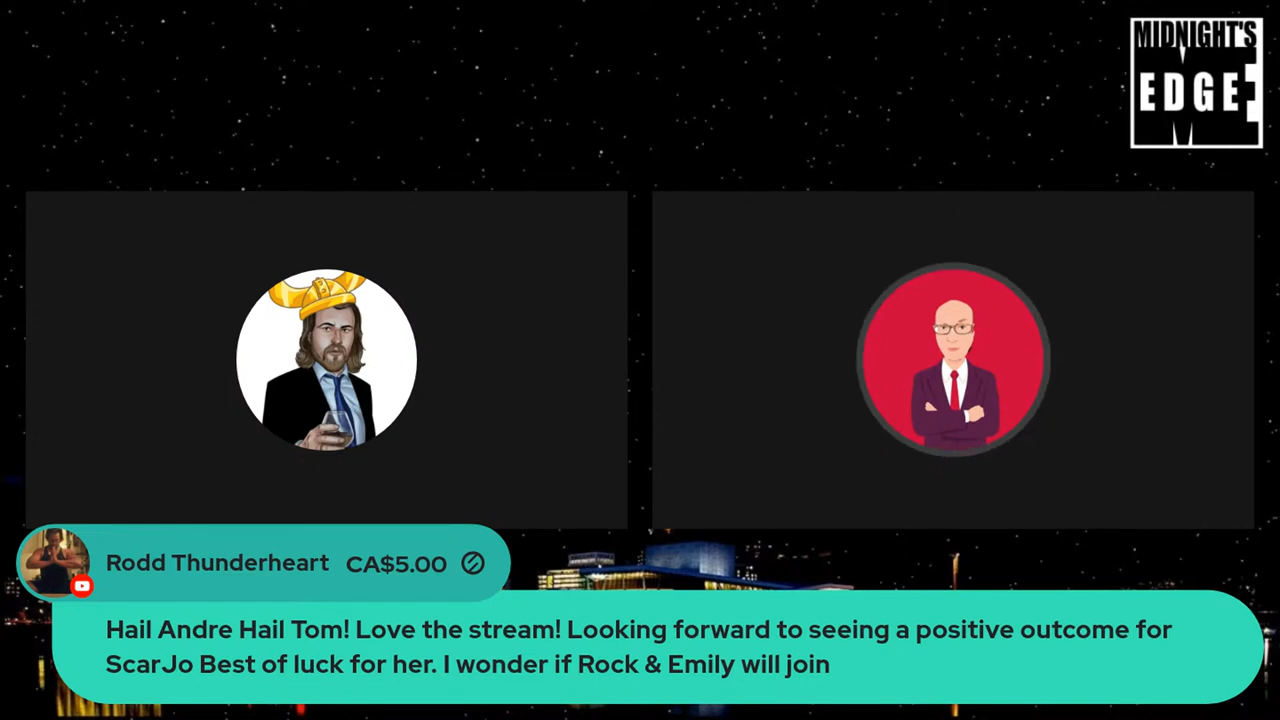 MIDNIGHT'S
EDGE
Rodd Thunderheart CA$5.00
Hail Andre Hail Tom! Love the stream! Looking forward to seeing a positive outcome for
ScarJo Best of luck for her. I wonder if Rock & Emily will join